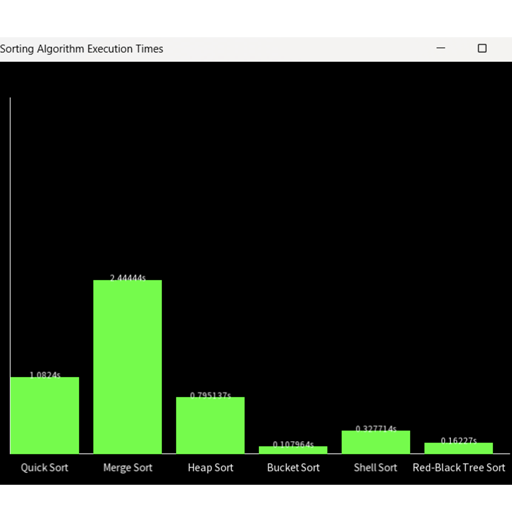 Sorting Algorithm Execution Times
2.44444s
1.0824s
0.795137s
0.327714s
0.16227s
0.107964s
Quick Sort
Merge Sort
Heap Sort
Bucket Sort
Shell Sort
Red-Black Tree Sort